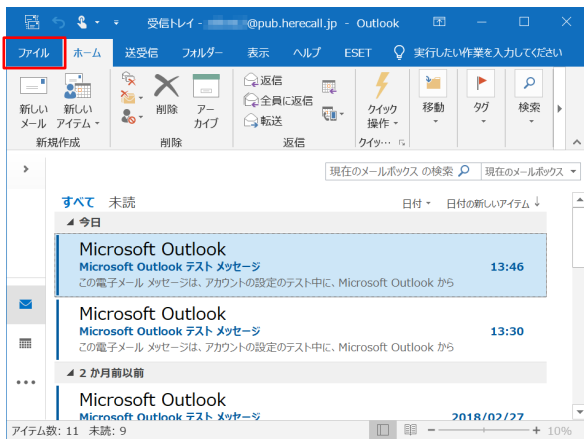 受信トレイ - @pub.herecall.jp - Outlook
ファイル ホーム 送受信 フォルダー 表示 ヘルプ ESET 実行したい作業を入力してください
新しい メール
新しい アイテム
新規作成
削除
アー カイブ
削除
返信
全員に返信
転送
返信
クイック 操作
クイッ…
移動
タグ
検索
現在のメールボックス の検索 現在のメールボックス
すべて 未読 日付 日付の新しいアイテム ↓
今日
Microsoft Outlook
Microsoft Outlook テスト メッセージ 13:46
この電子メール メッセージは、アカウントの設定のテスト中に、Microsoft Outlook から
Microsoft Outlook
Microsoft Outlook テスト メッセージ 13:30
この電子メール メッセージは、アカウントの設定のテスト中に、Microsoft Outlook から
2 か月前以前
Microsoft Outlook
Microsoft Outlook テスト メッセージ 2018/02/27
アイテム数: 11 未読: 9 10%